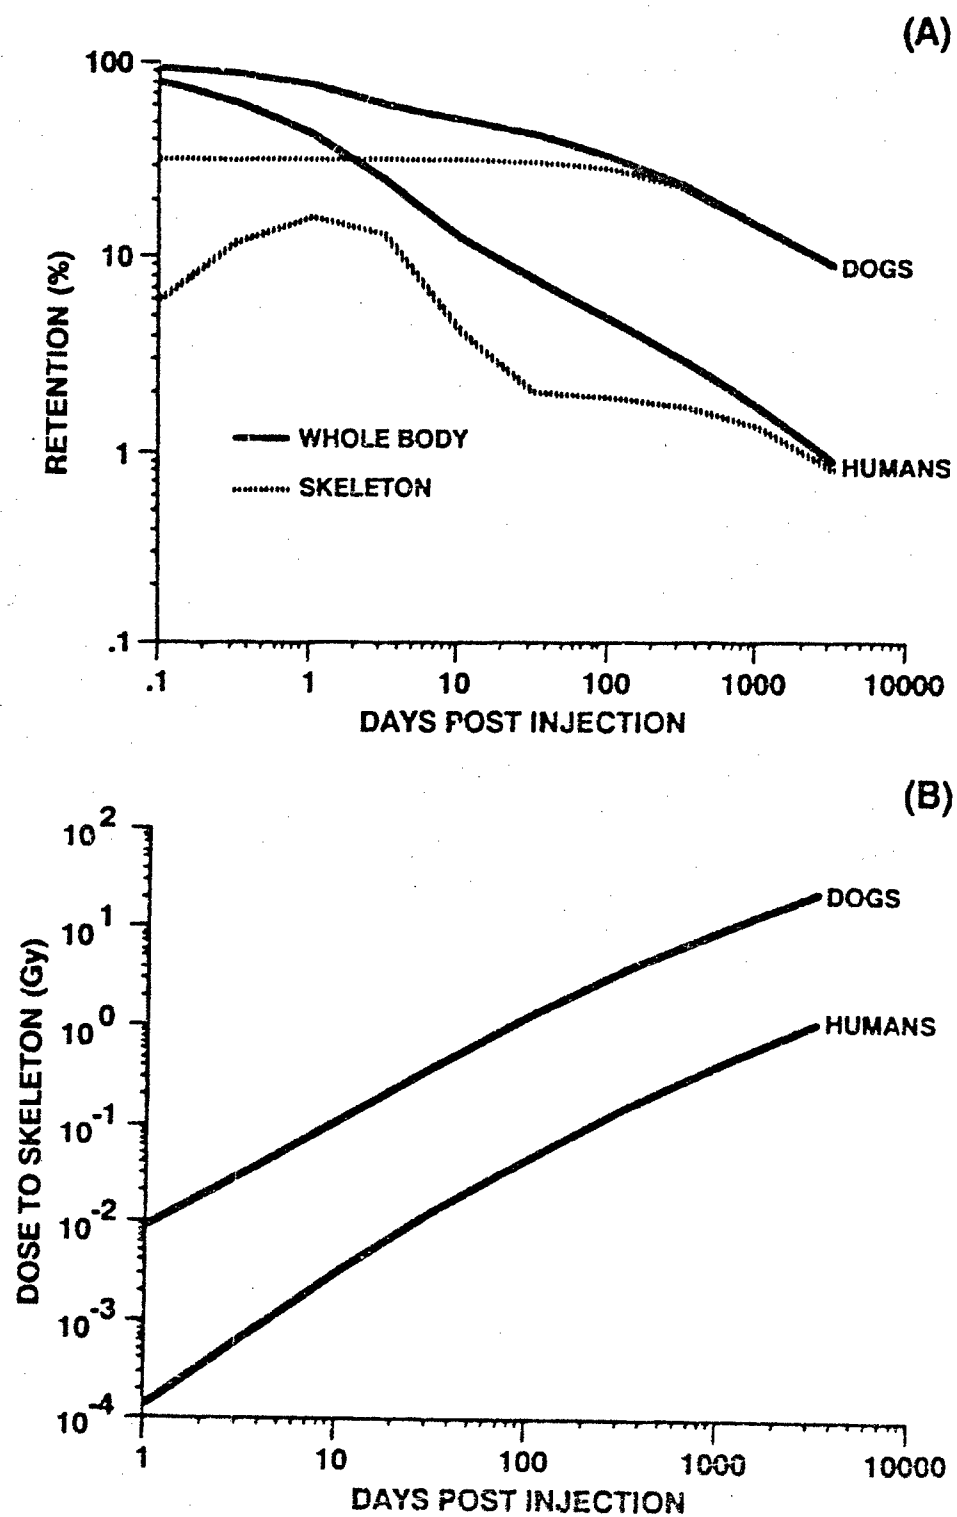 (A)
100
10
1
.1
RETENTION (%)
DOGS
HUMANS
WHOLE BODY
SKELETON
.1 1 10 100 1000 10000
DAYS POST INJECTION
(B)
10^2
10^1
10^0
10^-1
10^-2
10^-3
10^-4
DOSE TO SKELETON (Gy)
DOGS
HUMANS
1 10 100 1000 10000
DAYS POST INJECTION